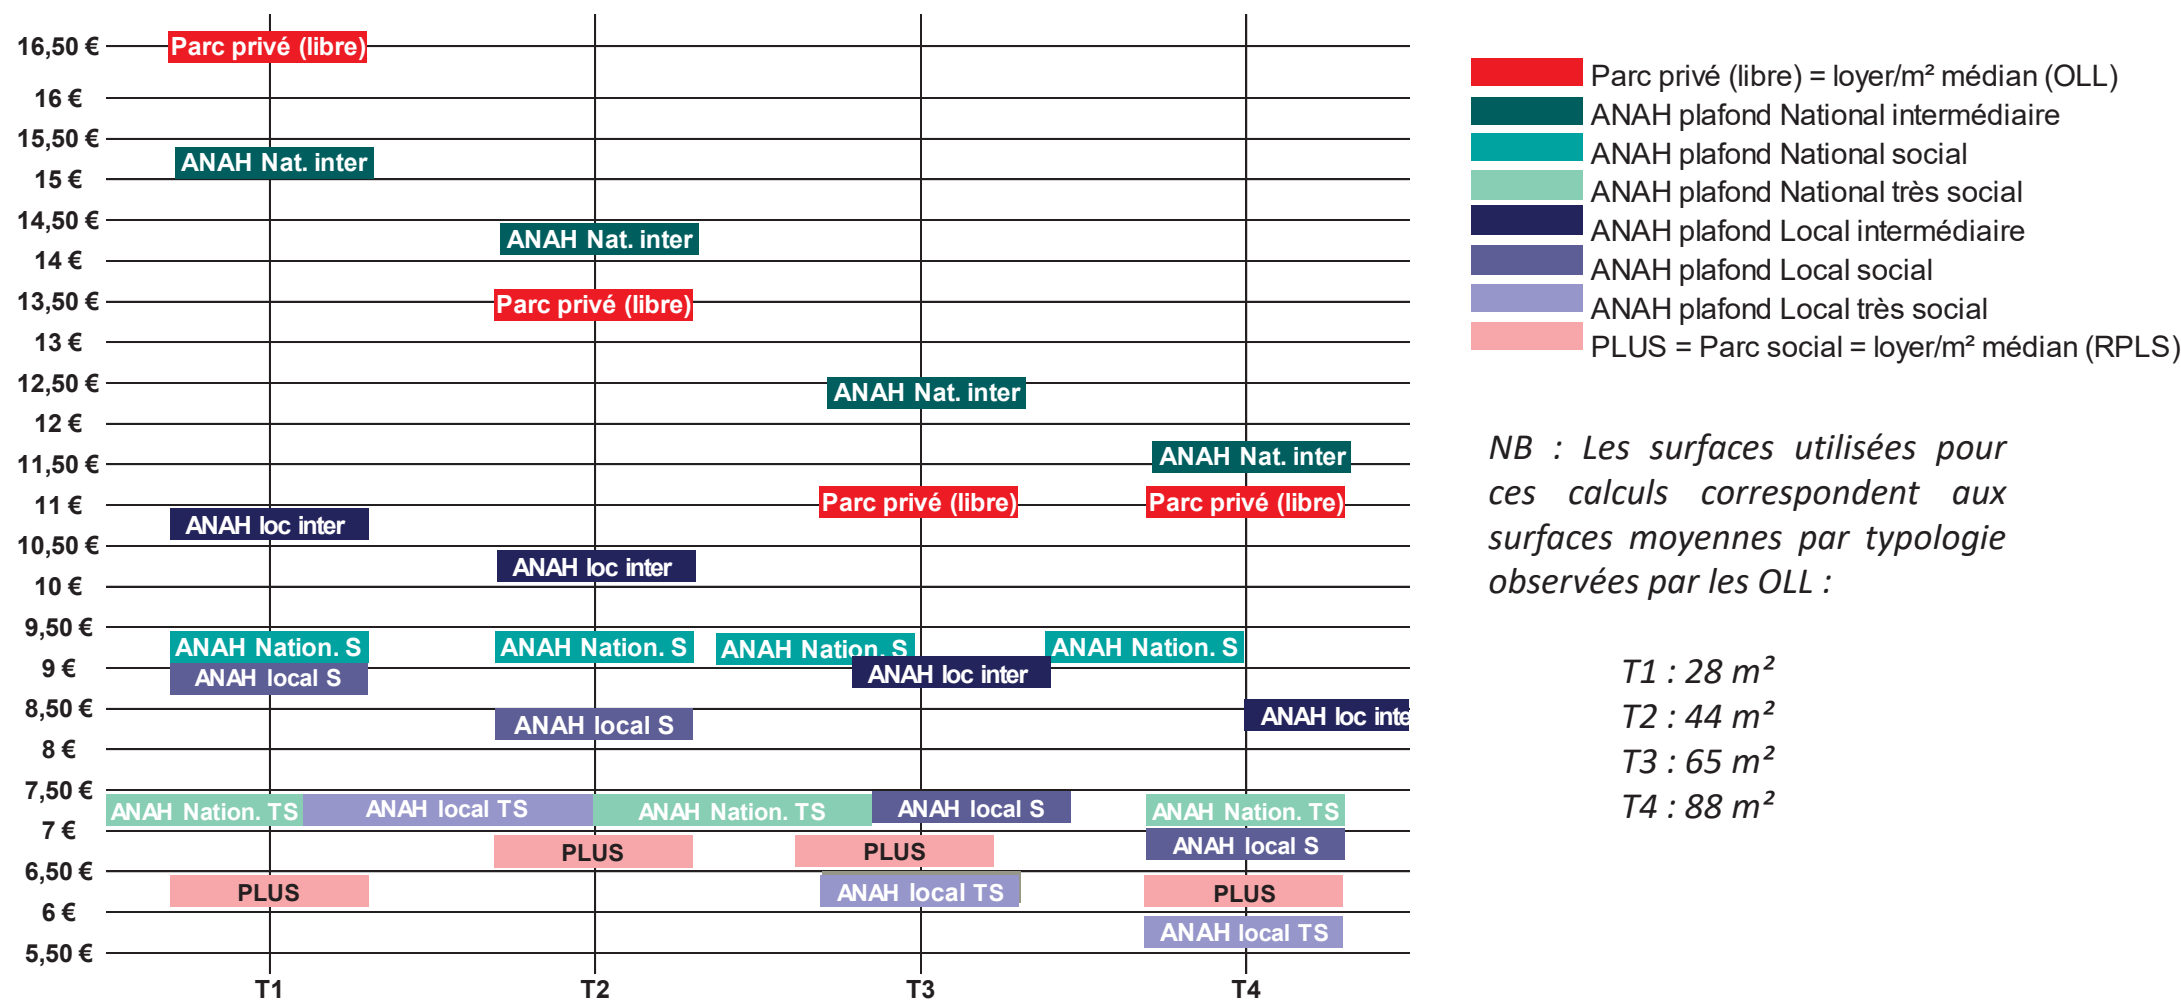 16,50 €
Parc privé (libre)
16 €
15,50 €
ANAH Nat. inter
15 €
14,50 €
ANAH Nat. inter
14 €
13,50 €
Parc privé (libre)
13 €
12,50 €
ANAH Nat. inter
12 €
11,50 €
ANAH Nat. inter
11 €
Parc privé (libre)
Parc privé (libre)
ANAH loc inter
10,50 €
ANAH loc inter
10 €
9,50 €
ANAH Nation. S
ANAH Nation. S
ANAH Nation. S
ANAH Nation. S
9 €
ANAH local S
ANAH loc inter
8,50 €
ANAH local S
ANAH loc inte
8 €
7,50 €
ANAH Nation. TS
ANAH local TS
ANAH Nation. TS
ANAH local S
ANAH Nation. TS
7 €
PLUS
PLUS
ANAH local S
6,50 €
PLUS
ANAH local TS
PLUS
6 €
ANAH local TS
5,50 €
T1
T2
T3
T4
Parc privé (libre) = loyer/m² médian (OLL)
ANAH plafond National intermédiaire
ANAH plafond National social
ANAH plafond National très social
ANAH plafond Local intermédiaire
ANAH plafond Local social
ANAH plafond Local très social
PLUS = Parc social = loyer/m² médian (RPLS)
NB : Les surfaces utilisées pour
ces calculs correspondent aux
surfaces moyennes par typologie
observées par les OLL :
T1 : 28 m²
T2 : 44 m²
T3 : 65 m²
T4 : 88 m²